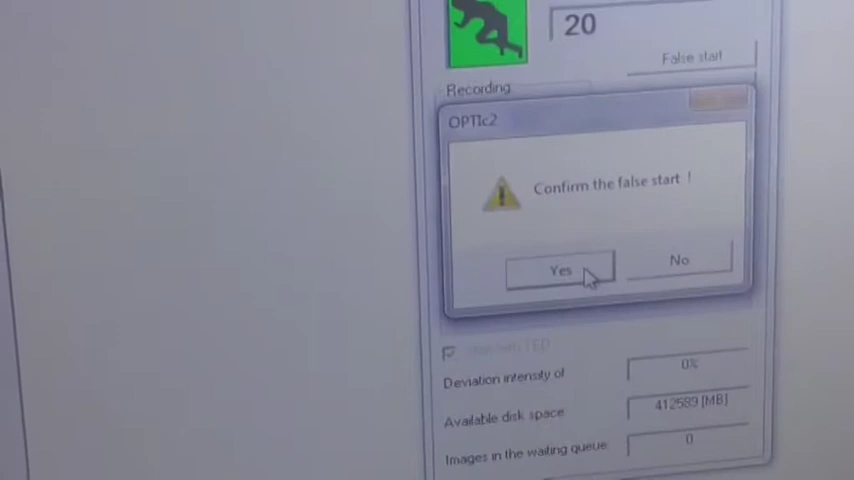 20
False start
Recording
OPTIc2
Confirm the false start !
Yes
No
Deviation intensity of
0%
Available disk space
412589 [MB]
Images in the waiting queue
0